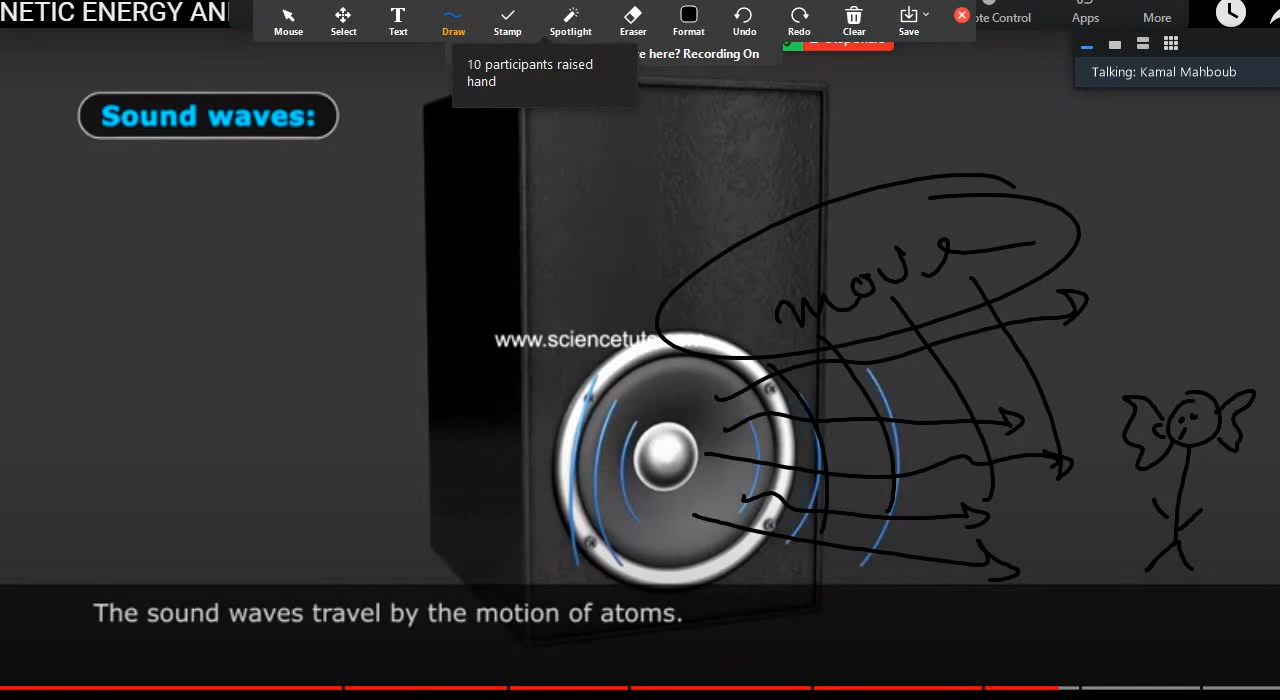 NETIC ENERGY AN
Mouse
Select
Text
Draw
Stamp
Spotlight
Eraser
Format
Undo
Redo
Clear
Save
te Control
Apps
More
10 participants raised
hand
re here? Recording On
Talking: Kamal Mahboub
Sound waves:
move
www.sciencetut
The sound waves travel by the motion of atoms.